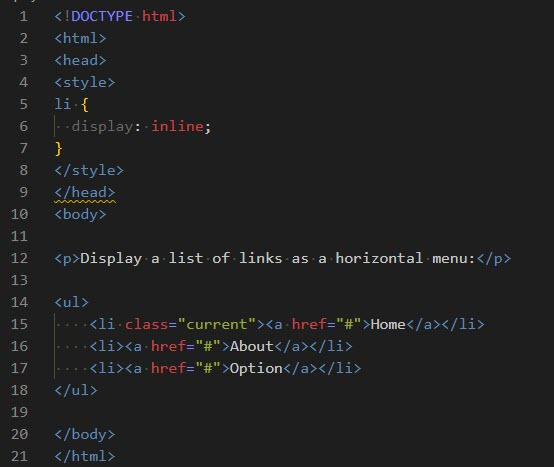 1 <!DOCTYPE html>
2 <html>
3 <head>
4 <style>
5 li {
6   display: inline;
7 }
8 </style>
9 </head>
10 <body>
11
12 <p>Display a list of links as a horizontal menu:</p>
13
14 <ul>
15     <li class="current"><a href="#">Home</a></li>
16     <li><a href="#">About</a></li>
17     <li><a href="#">Option</a></li>
18 </ul>
19
20 </body>
21 </html>